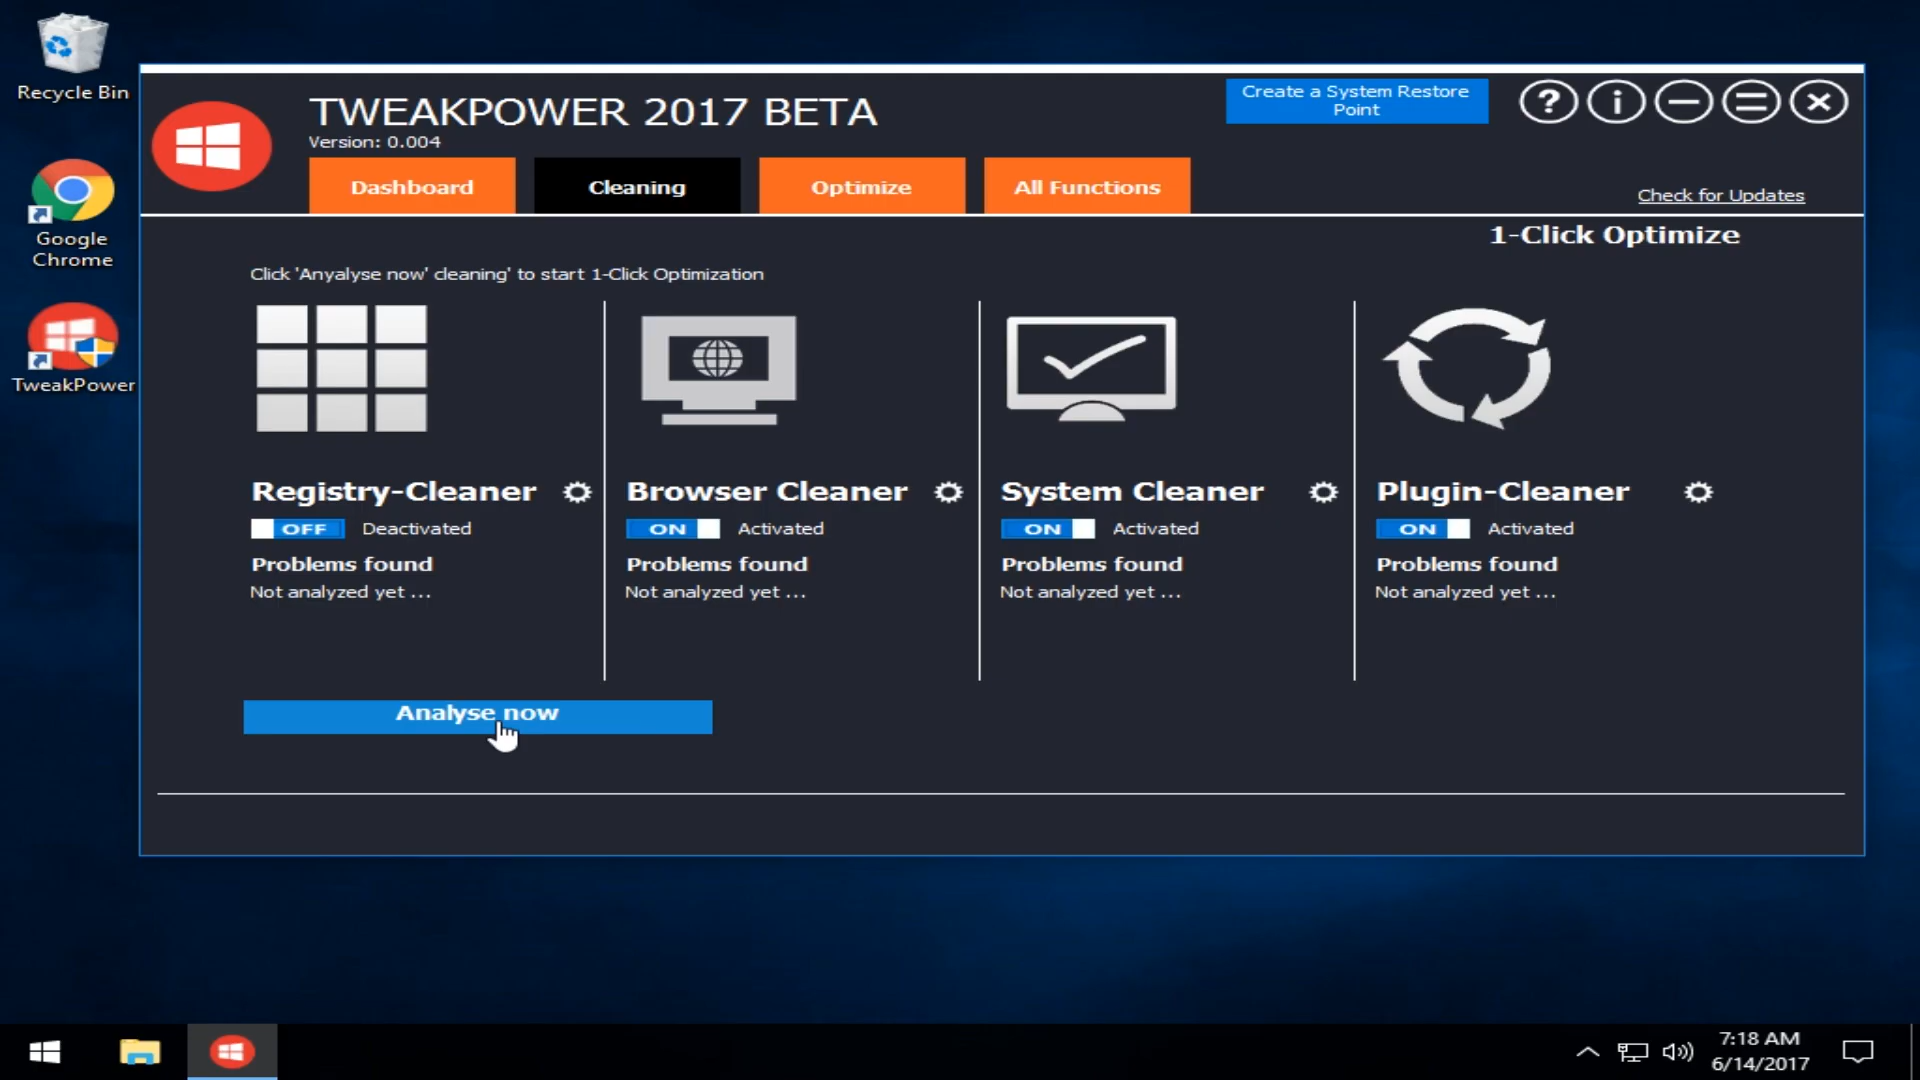 Recycle Bin
Google
Chrome
TweakPower
TWEAKPOWER 2017 BETA
Version: 0.004
Create a System Restore
Point
Dashboard
Cleaning
Optimize
All Functions
Check for Updates
1-Click Optimize
Click 'Anyalyse now' cleaning' to start 1-Click Optimization
Registry-Cleaner
OFF Deactivated
Problems found
Not analyzed yet ...
Browser Cleaner
ON Activated
Problems found
Not analyzed yet ...
System Cleaner
ON Activated
Problems found
Not analyzed yet ...
Plugin-Cleaner
ON Activated
Problems found
Not analyzed yet ...
Analyse now
7:18 AM
6/14/2017